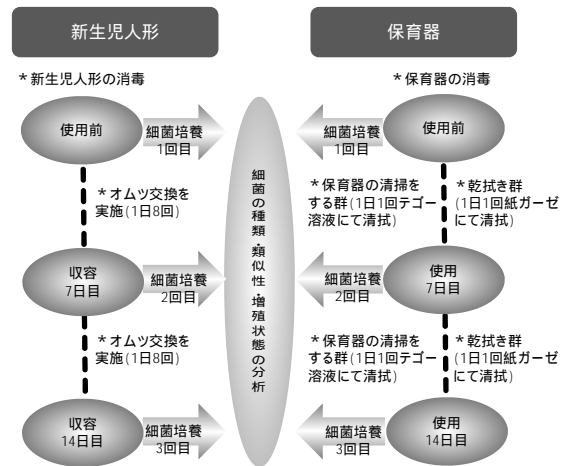 新生児人形
保育器
*新生児人形の消毒
*保育器の消毒
使用前
細菌培養
1回目
細菌培養
1回目
使用前
*オムツ交換を
実施(1日8回)
細菌の種類・類似性・増殖状態の分析
*保育器の清掃を
する群(1日1回テゴー
溶液にて清拭)
*乾拭き群
(1日1回紙ガーゼ
にて清拭)
収容
7日目
細菌培養
2回目
細菌培養
2回目
使用
7日目
*オムツ交換を
実施(1日8回)
*保育器の清掃を
する群(1日1回テゴー
溶液にて清拭)
*乾拭き群
(1日1回紙ガーゼ
にて清拭)
収容
14日目
細菌培養
3回目
細菌培養
3回目
使用
14日目